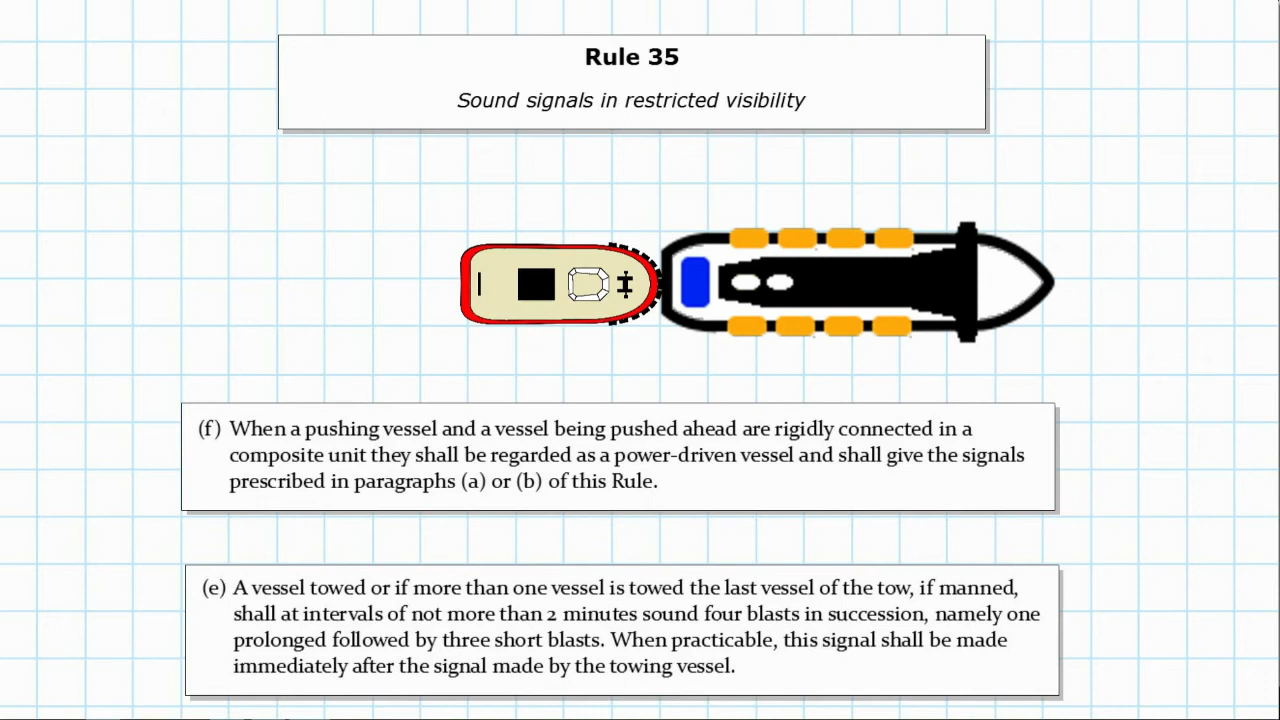 Rule 35
Sound signals in restricted visibility
(f) When a pushing vessel and a vessel being pushed ahead are rigidly connected in a
composite unit they shall be regarded as a power-driven vessel and shall give the signals
prescribed in paragraphs (a) or (b) of this Rule.
(e) A vessel towed or if more than one vessel is towed the last vessel of the tow, if manned,
shall at intervals of not more than 2 minutes sound four blasts in succession, namely one
prolonged followed by three short blasts. When practicable, this signal shall be made
immediately after the signal made by the towing vessel.